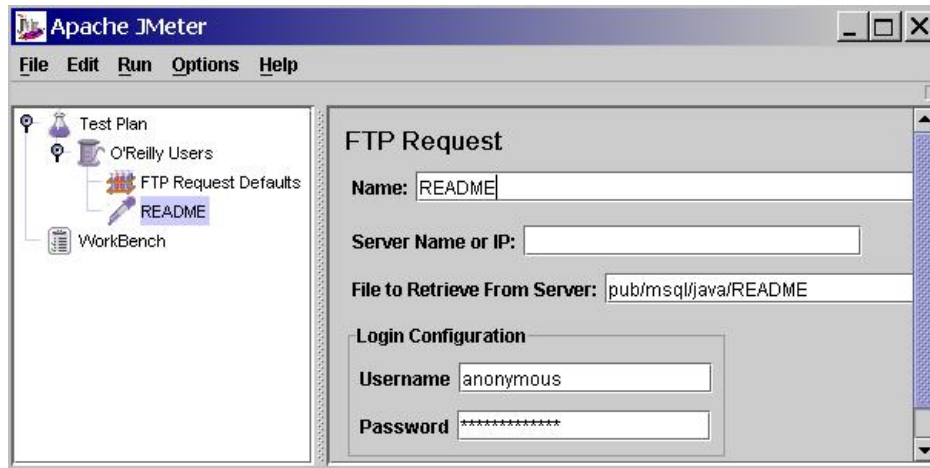 Apache JMeter
File Edit Run Options Help
Test Plan
O'Reilly Users
FTP Request Defaults
README
WorkBench
FTP Request
Name: README
Server Name or IP:
File to Retrieve From Server: pub/msql/java/README
Login Configuration
Username anonymous
Password *************